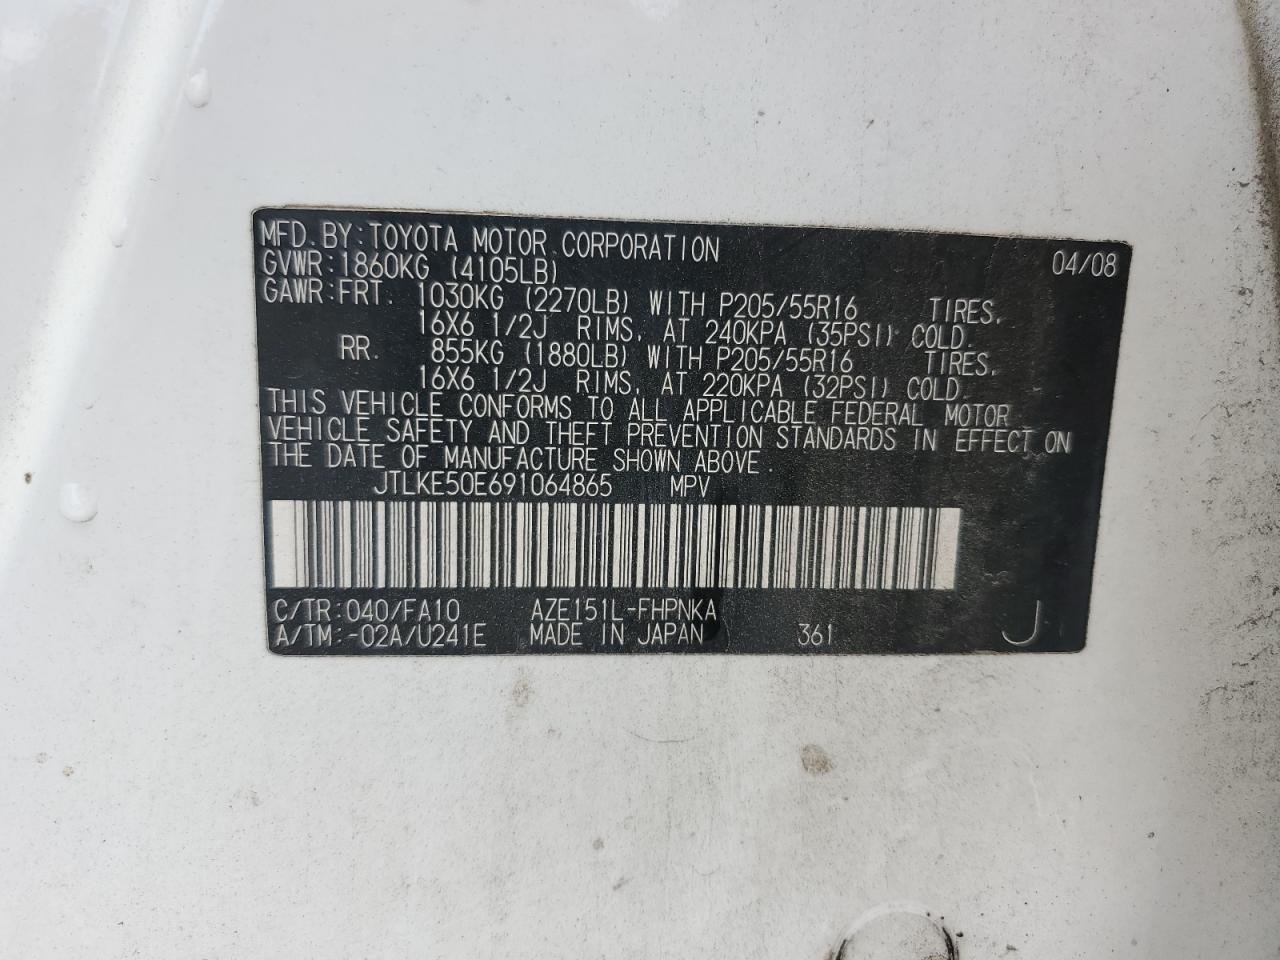 MFD. BY: TOYOTA MOTOR CORPORATION 04/08
GVWR: 1860KG (4105LB)
GAWR: FRT. 1030KG (2270LB) WITH P205/55R16 TIRES,
16X6 1/2J RIMS, AT 240KPA (35PSI) COLD.
RR. 855KG (1880LB) WITH P205/55R16 TIRES,
16X6 1/2J RIMS, AT 220KPA (32PSI) COLD.
THIS VEHICLE CONFORMS TO ALL APPLICABLE FEDERAL MOTOR
VEHICLE SAFETY AND THEFT PREVENTION STANDARDS IN EFFECT ON
THE DATE OF MANUFACTURE SHOWN ABOVE.
JTLKE50E691064865 MPV
C/TR: 040/FA10 AZE151L-FHPNKA
A/TM: -02A/U241E MADE IN JAPAN 361 J